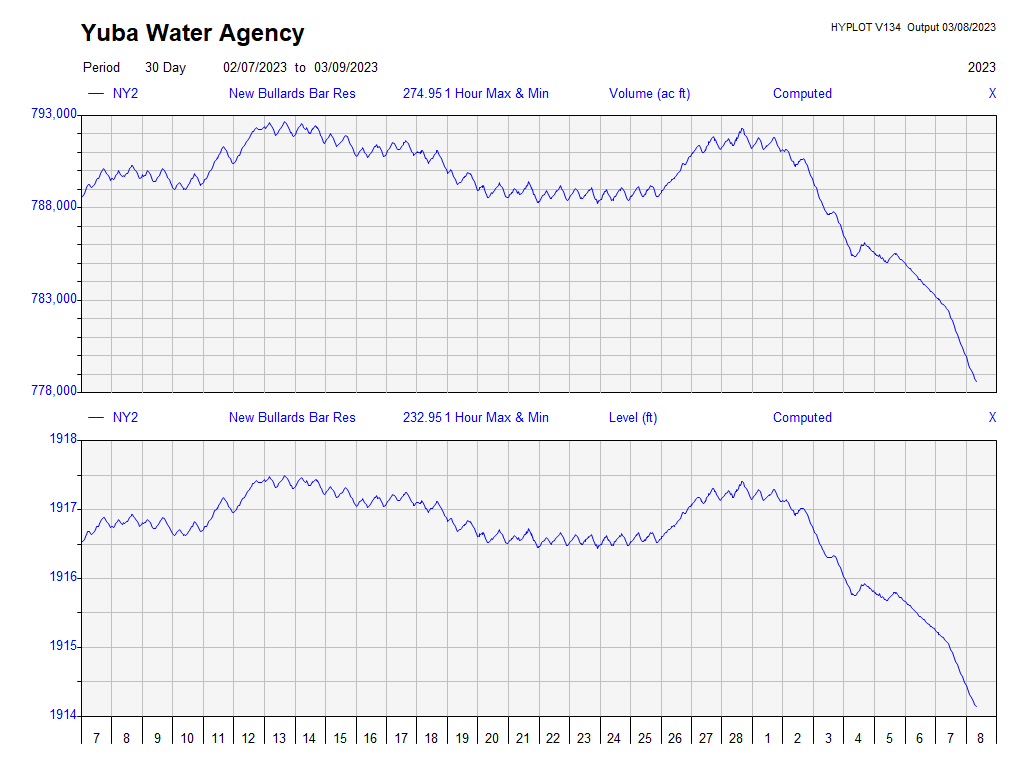 Yuba Water Agency
HYPLOT V134 Output 03/08/2023
Period 30 Day 02/07/2023 to 03/09/2023 2023
NY2 New Bullards Bar Res 274.95 1 Hour Max & Min Volume (ac ft) Computed X
793,000
788,000
783,000
778,000
NY2 New Bullards Bar Res 232.95 1 Hour Max & Min Level (ft) Computed X
1918
1917
1916
1915
1914
7 8 9 10 11 12 13 14 15 16 17 18 19 20 21 22 23 24 25 26 27 28 1 2 3 4 5 6 7 8